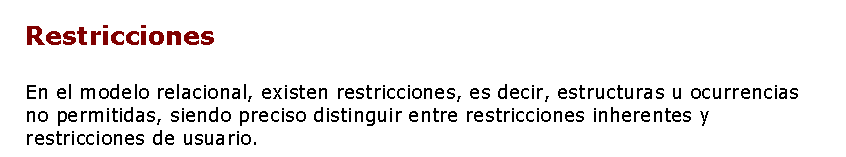 Restricciones
En el modelo relacional, existen restricciones, es decir, estructuras u ocurrencias
no permitidas, siendo preciso distinguir entre restricciones inherentes y
restricciones de usuario.